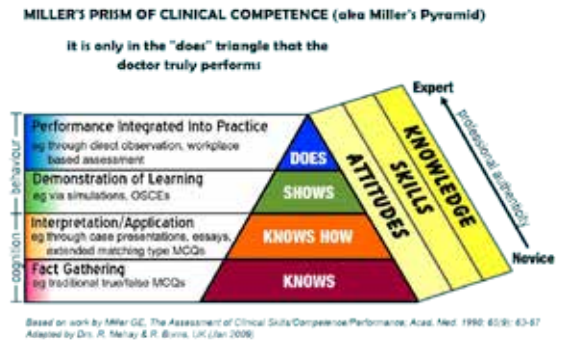 MILLER'S PRISM OF CLINICAL COMPETENCE (aka Miller's Pyramid)
it is only in the "does" triangle that the
doctor truly performs
Expert
professional authenticity
Novice
behaviour
cognition
Performance Integrated Into Practice
eg through direct observation, workplace
based assessment
DOES
Demonstration of Learning
eg via simulations, OSCEs
SHOWS
Interpretation/Application
eg through case presentations, essays,
extended matching type MCQs
KNOWS HOW
Fact Gathering
eg traditional true/false MCQs
KNOWS
ATTITUDES
SKILLS
KNOWLEDGE
Based on work by Miller GE, The Assessment of Clinical Skills/Competence/Performance; Acad. Med. 1990; 65(9); 63-67
Adapted by Drs. R. Mehay & R. Burns, UK (Jan 2009)